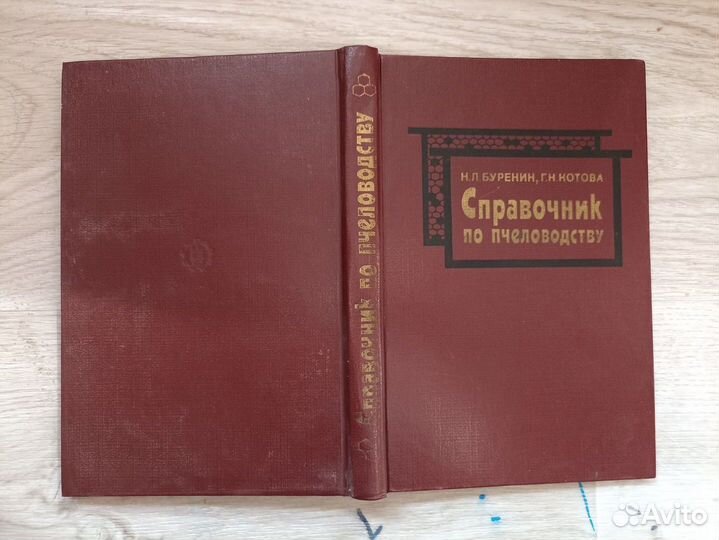 Справочник по пчеловодству
Н.Л БУРЕНИН, Г.Н.КОТОВА
Справочник
по пчеловодству
Avito